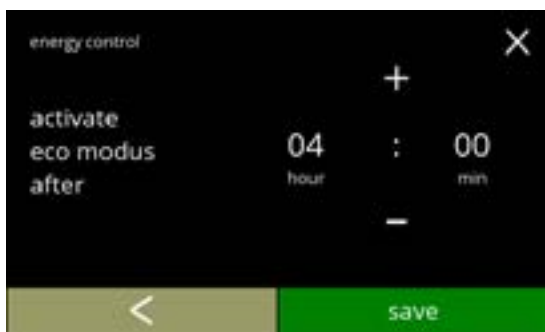 energy control
activate
eco modus
after
+
04 : 00
hour min
−
save